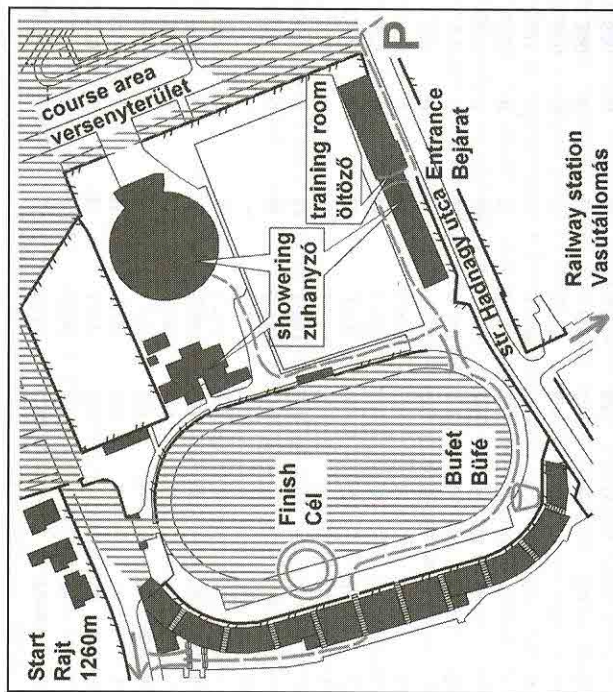 Start
Rajt
1260m
course area
versenyterület
training room
öltöző
showering
zuhanyzó
Finish
Cél
Bufet
Büfé
P
Entrance
Bejárat
str. Hadnagy utca
Railway station
Vasútállomás